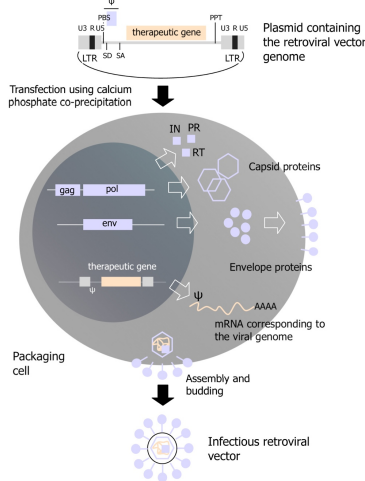 Ψ
PBS
PPT
U3 R U5
therapeutic gene
U3 R U5
LTR
SD
SA
LTR
Plasmid containing
the retroviral vector
genome
Transfection using calcium
phosphate co-precipitation
IN
PR
RT
Capsid proteins
gag
pol
env
Envelope proteins
therapeutic gene
ψ
Ψ
AAAA
mRNA corresponding to
the viral genome
Packaging
cell
Assembly and
budding
Infectious retroviral
vector